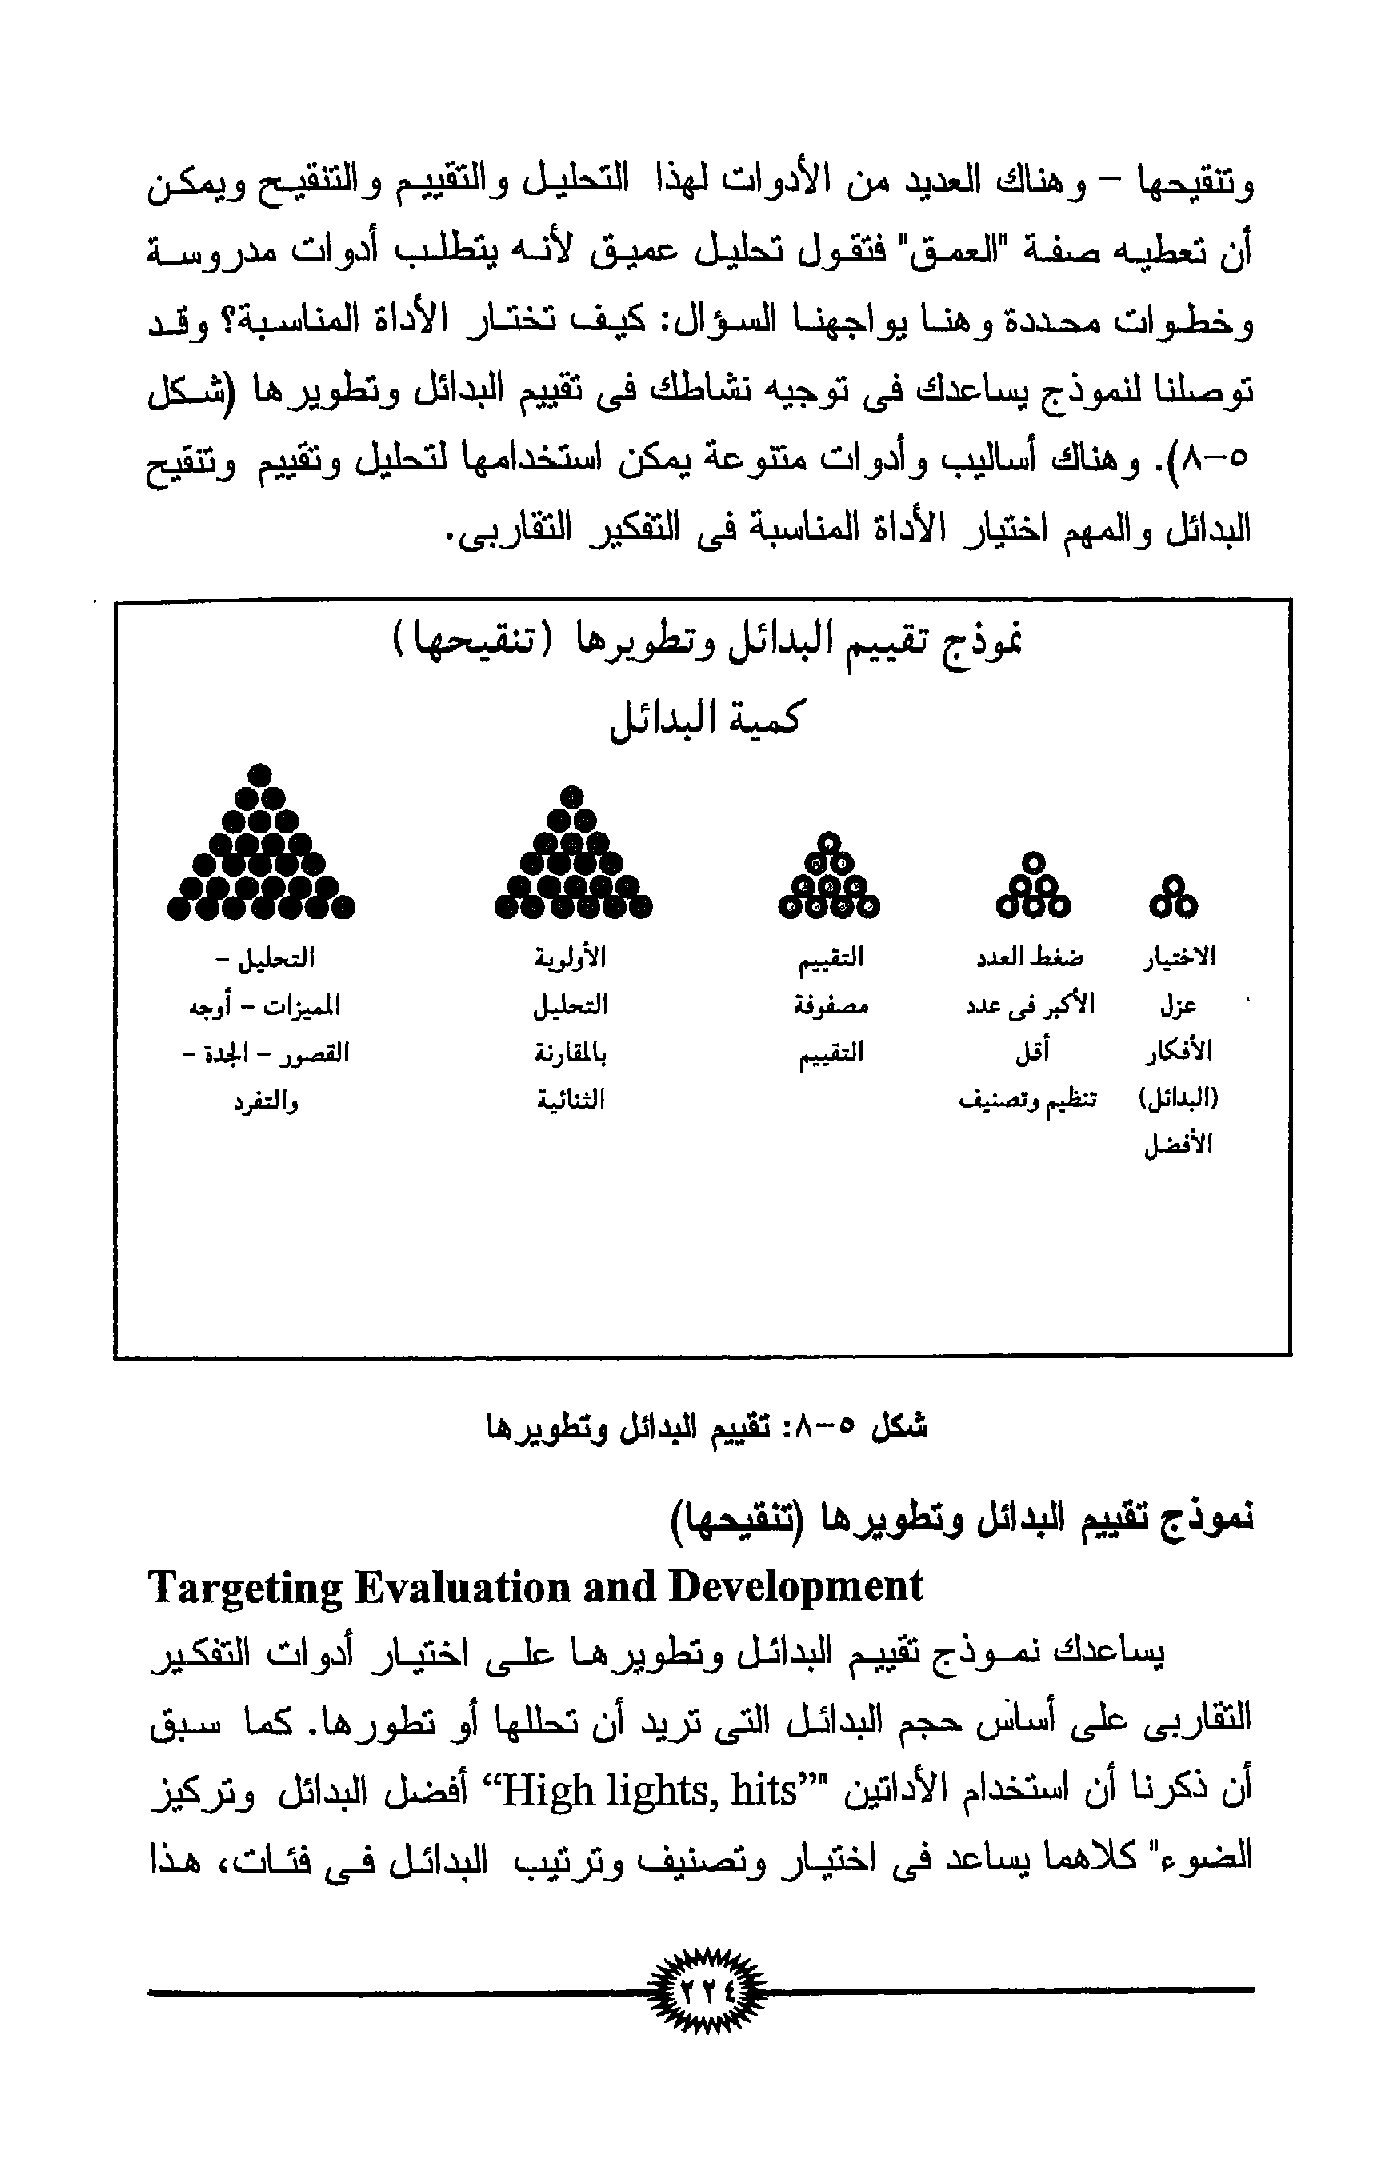 وتنقيحها – وهناك العديد من الأدوات لهذا التحليل والتقييم والتنقيح ويمكن
أن تعطيه صفة "العمق" فتقول تحليل عميق لأنه يتطلب أدوات مدروسة
وخطوات محددة وهنا يواجهنا السؤال: كيف تختار الأداة المناسبة؟ وقد
توصلنا لنموذج يساعدك فى توجيه نشاطك فى تقييم البدائل وتطويرها (شكل
٥–٨). وهناك أساليب وأدوات متنوعة يمكن استخدامها لتحليل وتقييم وتنقيح
البدائل والمهم اختيار الأداة المناسبة فى التفكير التقاربى.
نموذج تقييم البدائل وتطويرها (تنقيحها)
كمية البدائل
الاختيار
عزل
الأفكار
(البدائل)
الأفضل
ضغط العدد
الأكبر فى عدد
أقل
تنظيم وتصنيف
التقييم
مصفوفة
التقييم
الأولوية
التحليل
بالمقارنة
الثنائية
التحليل –
المميزات – أوجه
القصور – الجدة –
والتفرد
شكل ٥–٨: تقييم البدائل وتطويرها
نموذج تقييم البدائل وتطويرها (تنقيحها)
Targeting Evaluation and Development
يساعدك نموذج تقييم البدائل وتطويرها على اختيار أدوات التفكير
التقاربى على أساس حجم البدائل التى تريد أن تحللها أو تطورها. كما سبق
أن ذكرنا أن استخدام الأداتين "“High lights, hits” أفضل البدائل وتركيز
الضوء" كلاهما يساعد فى اختيار وتصنيف وترتيب البدائل فى فئات، هذا
٢٢٤